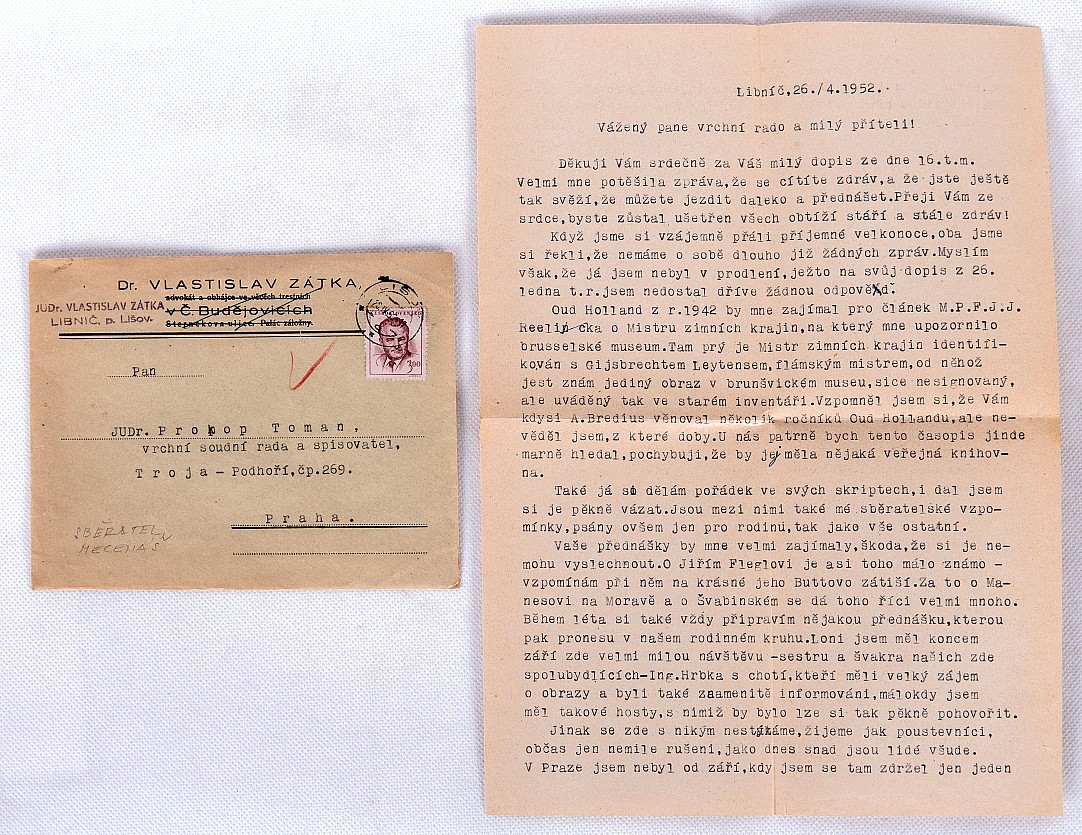 Dr. VLASTISLAV ZÁTKA,
advokát a obhájce ve věcech trestních
v Č. Budějovicích
Štěpnekova ulice. Palác záložny.
JUDr. VLASTISLAV ZÁTKA
LIBNÍČ, p. Lišov.
3,00
Pan
JUDr. Prokop Toman,
vrchní soudní rada a spisovatel,
Troja - Podhoří,čp.269.
Praha.
SBĚRATEL
MECENÁŠ
Libníč,26./4.1952.
Vážený pane vrchní rado a milý příteli!
Děkuji Vám srdečně za Váš milý dopis ze dne 16.t.m.
Velmi mne potěšila zpráva,že se cítíte zdráv,a že jste ještě
tak svěží,že můžete jezdit daleko a přednášet.Přeji Vám ze
srdce,byste zůstal ušetřen všech obtíží stáří a stále zdráv!
Když jsme si vzájemně přáli příjemné velkonoce,oba jsme
si řekli,že nemáme o sobě dlouho již žádných zpráv.Myslím
však,že já jsem nebyl v prodlení,ježto na svůj dopis z 26.
ledna t.r.jsem nedostal dříve žádnou odpověd.
Oud Holland z r.1942 by mne zajímal pro článek M.P.F.J.J.
Reelin cka o Mistru zimních krajin,na který mne upozornilo
brusselské museum.Tam prý je Mistr zimních krajin identifi-
kován s Gijsbrechtem Leytensem,flámským mistrem,od něhož
jest znám jediný obraz v brunšvickém museu,sice nesignovaný,
ale uváděný tak ve starém inventáři.Vzpomněl jsem si,že Vám
kdysi A.Bredius věnoval několik ročníků Oud Hollandu,ale ne-
věděl jsem,z které doby.U nás patrně bych tento časopis jinde
marně hledal,pochybuji,že by jej měla nějaká veřejná knihov-
na.
Také já si dělám pořádek ve svých skriptech,i dal jsem
si je pěkně vázat.Jsou mezi nimi také mé sběratelské vzpo-
mínky,psány ovšem jen pro rodinu,tak jako vše ostatní.
Vaše přednášky by mne velmi zajímaly,škoda,že si je ne-
mohu vyslechnout.O Jiřím Fleglovi je asi toho málo známo -
vzpomínám při něm na krásné jeho Buttovo zátiší.Za to o Ma-
nesovi na Moravě a o Švabinském se dá toho říci velmi mnoho.
Během léta si také vždy připravím nějakou přednášku,kterou
pak pronesu v našem rodinném kruhu.Loni jsem měl koncem
září zde velmi milou návštěvu -sestru a švakra našich zde
spolubydlících-Ing.Hrbka s chotí,kteří měli velký zájem
o obrazy a byli také znamenitě informováni,málokdy jsem
měl takové hosty,s nimiž by bylo lze si tak pěkně pohovořit.
Jinak se zde s nikým nestýkáme,žijeme jak poustevníci,
občas jen nemile rušeni,jako dnes snad jsou lidé všude.
V Praze jsem nebyl od září,kdy jsem se tam zdržel jen jeden